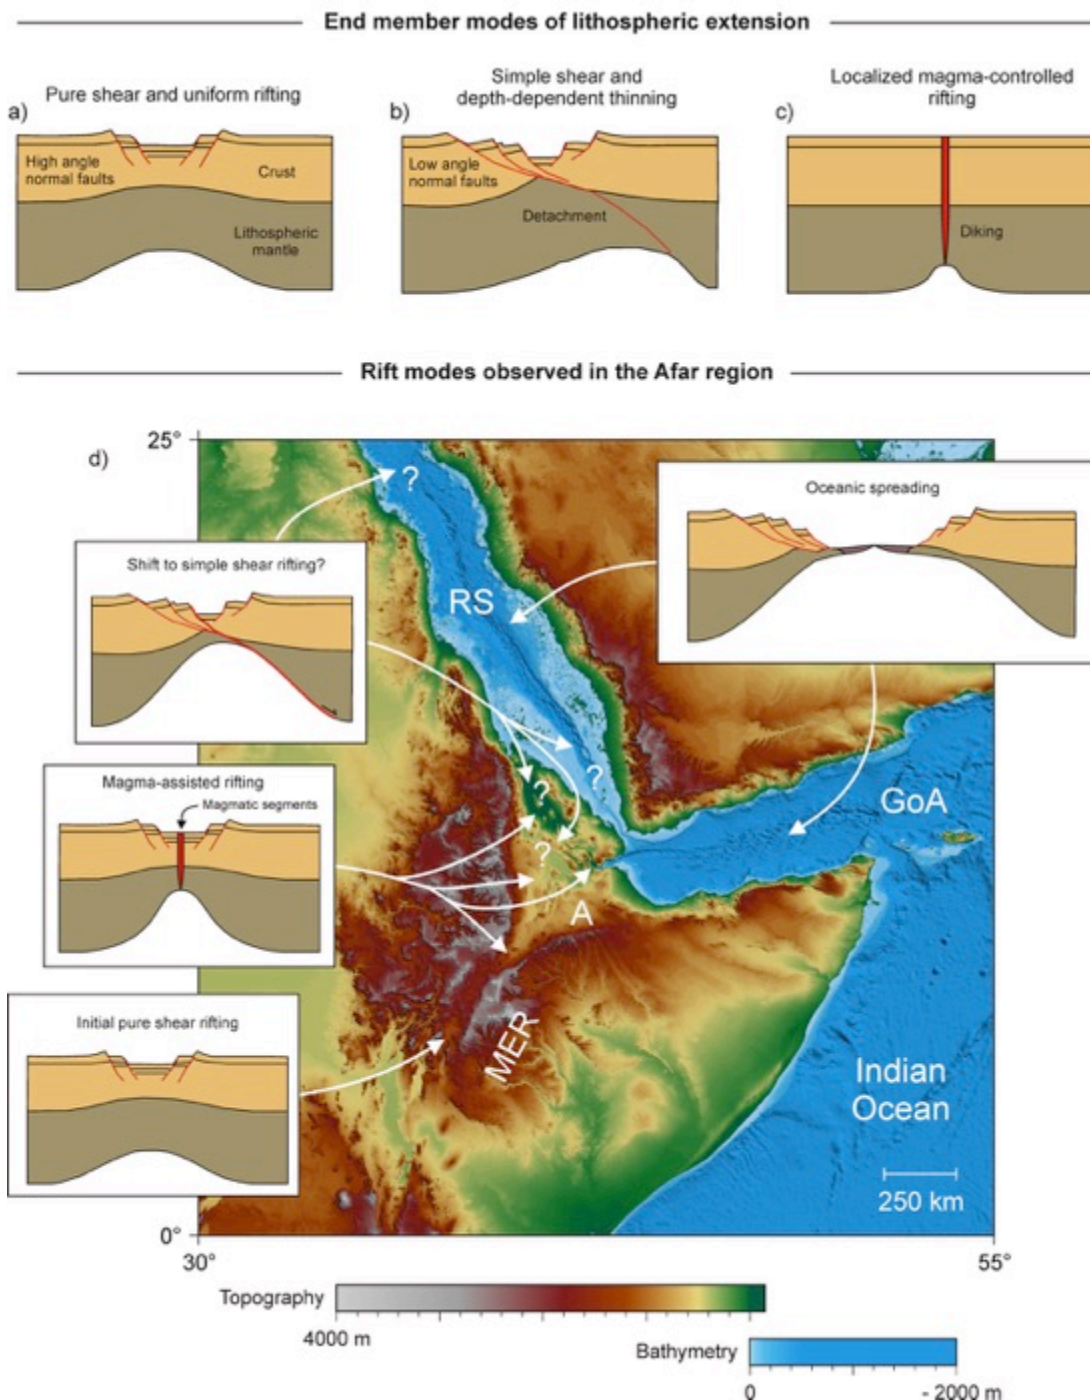 End member modes of lithospheric extension
a)
Pure shear and uniform rifting
High angle
normal faults
Crust
Lithospheric
mantle
b)
Simple shear and
depth-dependent thinning
Low angle
normal faults
Detachment
c)
Localized magma-controlled
rifting
Diking
Rift modes observed in the Afar region
d)
25°
0°
30°
55°
Oceanic spreading
Shift to simple shear rifting?
Magma-assisted rifting
Magmatic segments
Initial pure shear rifting
?
RS
?
?
?
A
GoA
MER
Indian
Ocean
250 km
Topography
4000 m
Bathymetry
0
- 2000 m